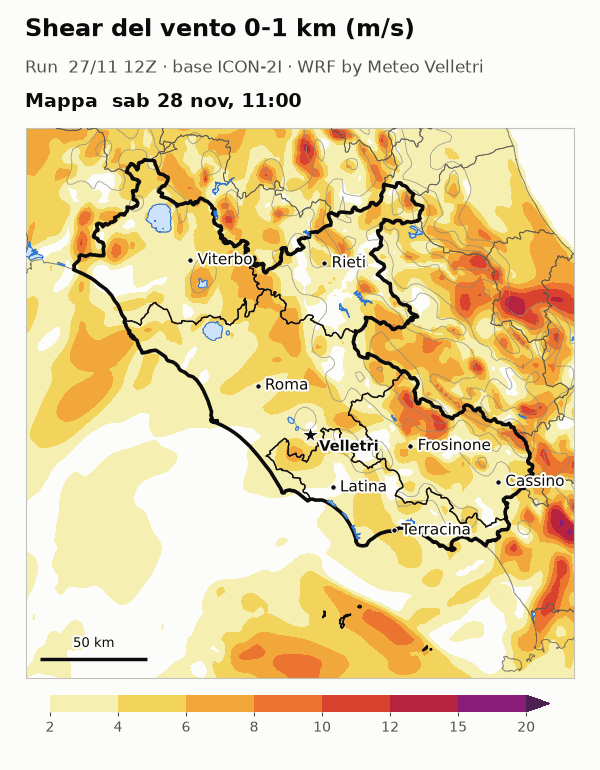 Shear del vento 0-1 km (m/s)
Run  27/11 12Z · base ICON-2I · WRF by Meteo Velletri
Mappa  sab 28 nov, 11:00
Viterbo
Rieti
Roma
Velletri
Frosinone
Cassino
Latina
Terracina
50 km
2 4 6 8 10 12 15 20